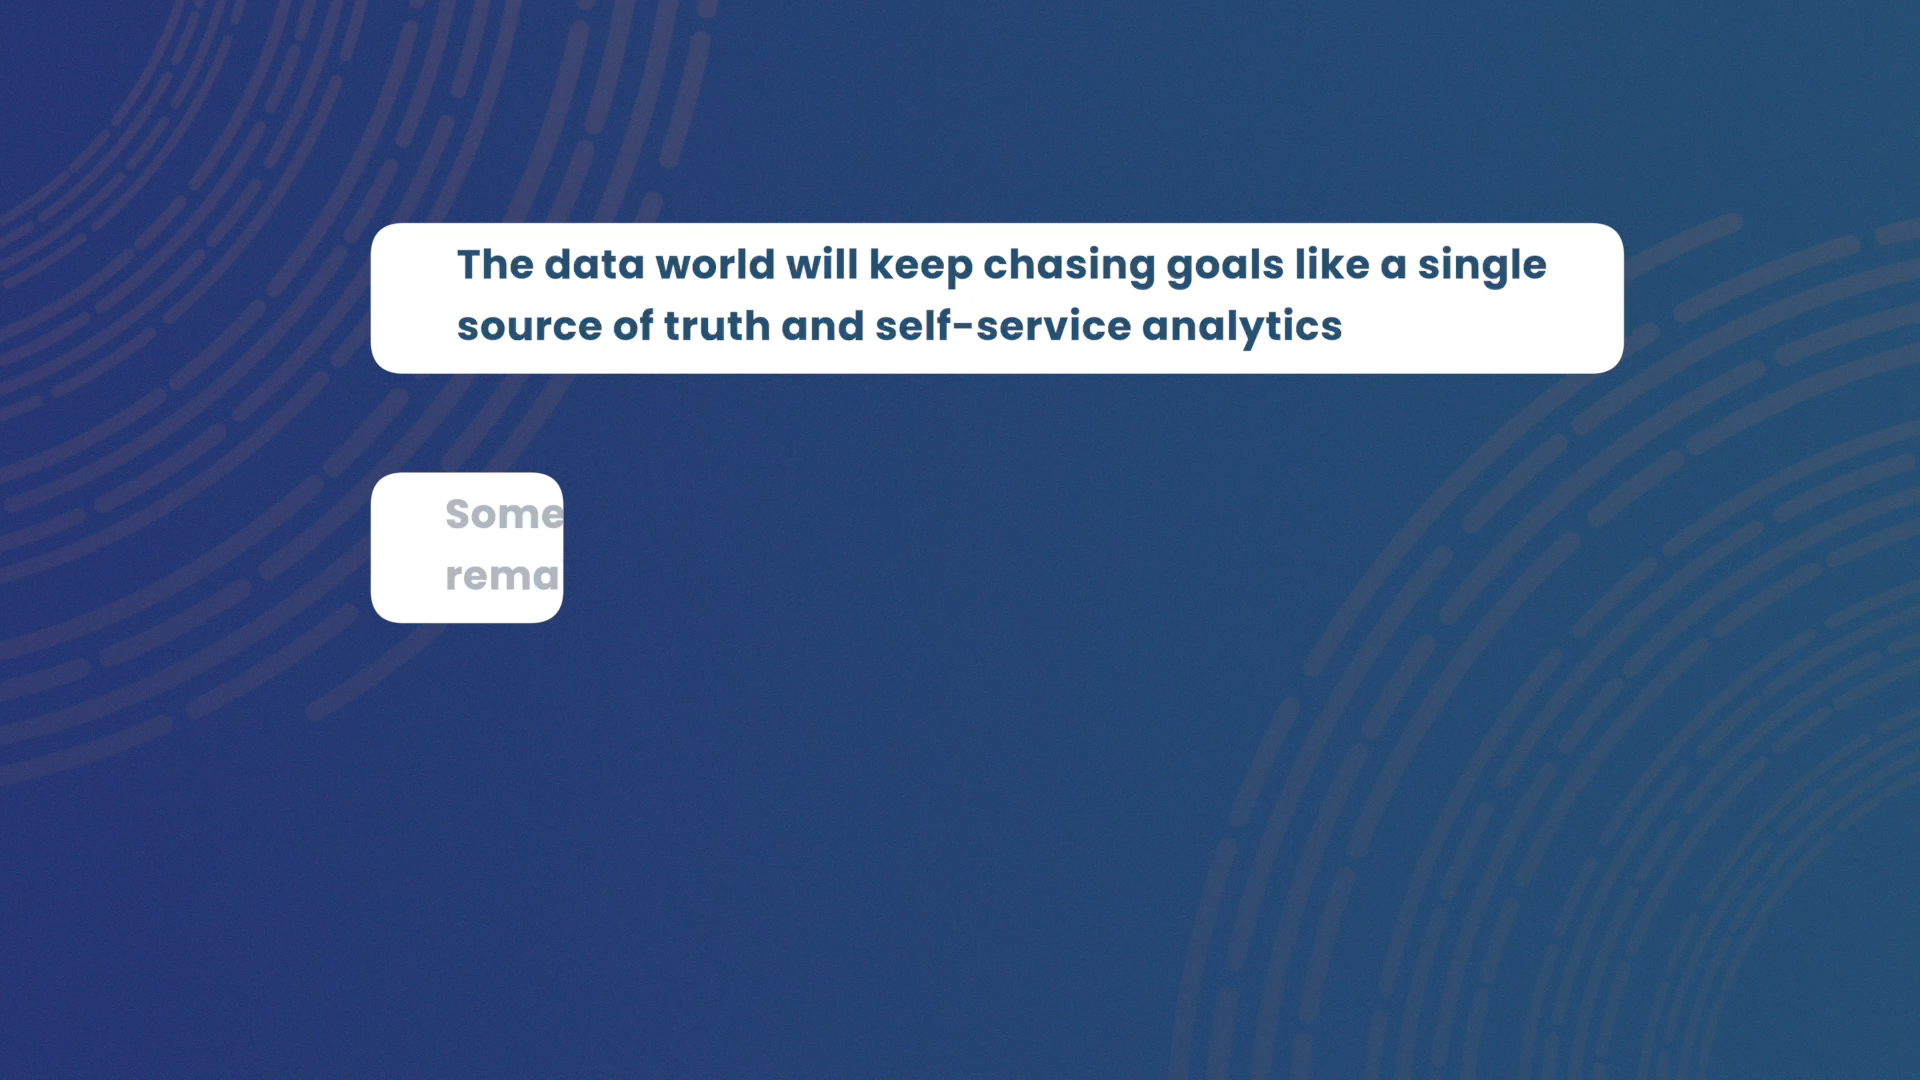 The data world will keep chasing goals like a single
source of truth and self-service analytics
Some
rema